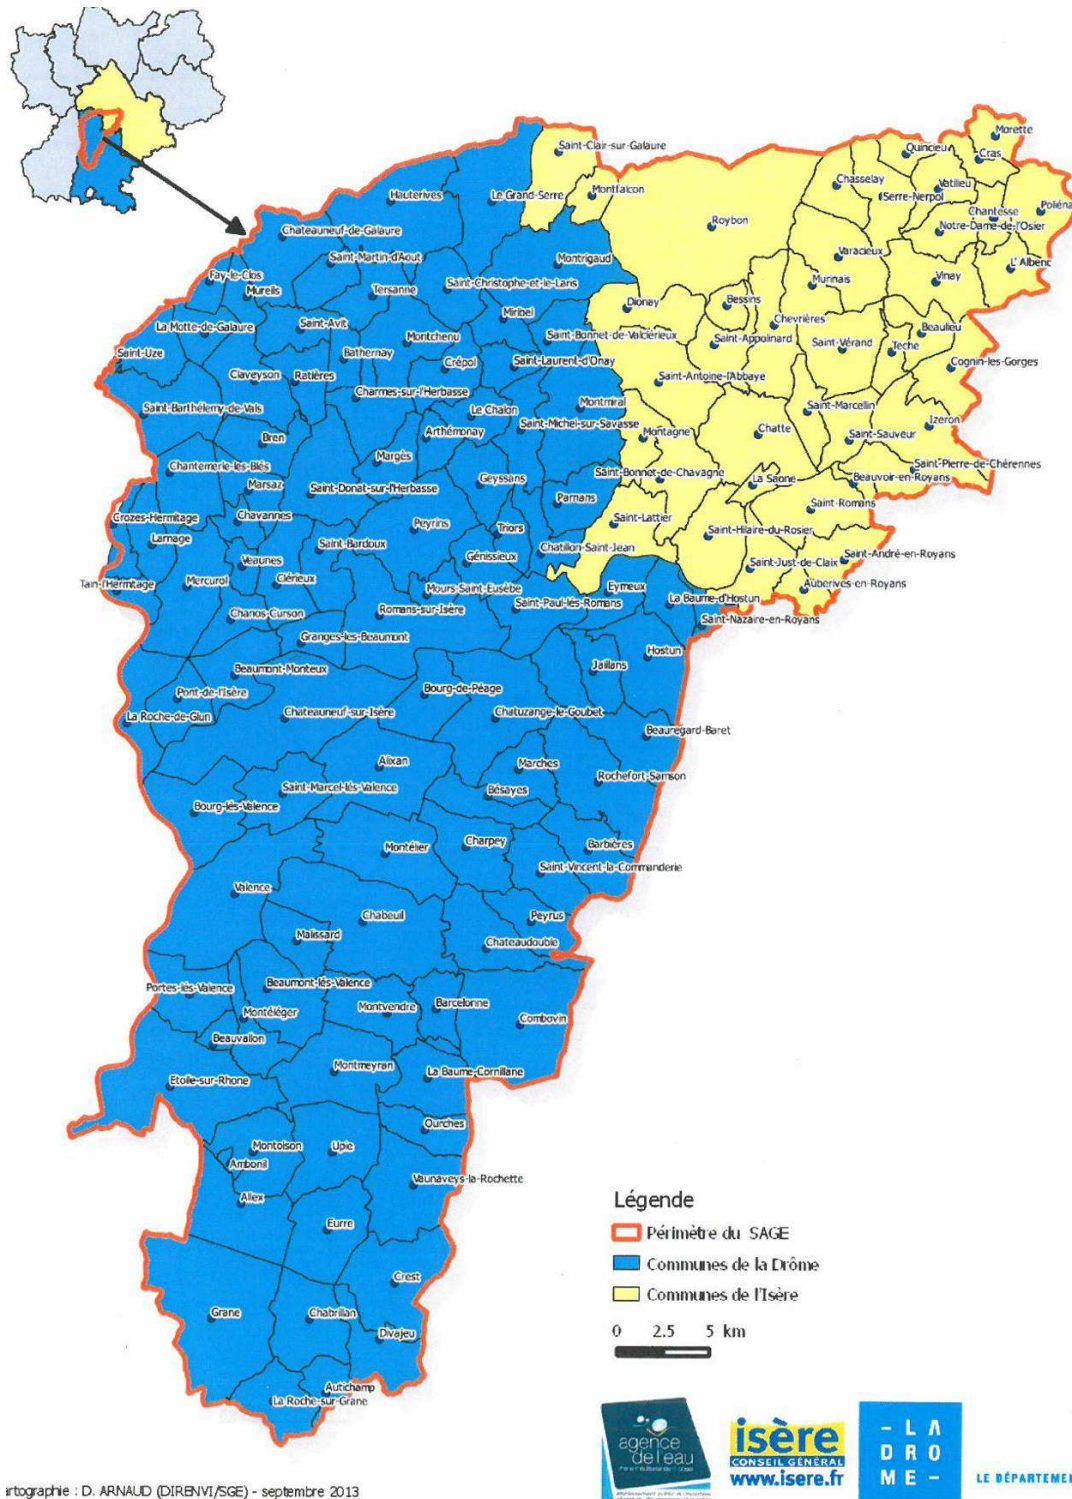 Morette
Saint-Clair-sur-Galaure
Quincieu
Cras
Chasselay
Vatilieu
Hauterives
Le Grand-Serre
Montfalcon
Serre-Nerpol
Chantesse
Poliéna
Roybon
Notre-Dame-de-l'Osier
Chateauneuf-de-Galaure
Saint-Martin-d'Aout
Montrigaud
Varacieux
L' Albenc
Fay-le-Clos
Mureils
Tersanne
Saint-Christophe-et-le-Laris
Murinais
Vinay
Dionay
Bessins
Miribel
La Motte-de-Galaure
Saint-Avit
Montchenu
Saint-Bonnet-de-Valclérieux
Chevrières
Beaulieu
Saint-Uze
Bathernay
Crépol
Saint-Laurent-d'Onay
Saint-Appolinard
Saint-Vérand
Teche
Cognin-les-Gorges
Claveyson
Ratières
Saint-Antoine-l'Abbaye
Charmes-sur-l'Herbasse
Saint-Barthélemy-de-Vals
Le Chalon
Montmiral
Saint-Marcellin
Izeron
Bren
Arthémonay
Saint-Michel-sur-Savasse
Montagne
Chatte
Saint-Sauveur
Chantemerle-les-Blés
Margès
Saint-Bonnet-de-Chavagne
Saint-Pierre-de-Chérennes
Marsaz
Saint-Donat-sur-l'Herbasse
Geyssans
La Saone
Beauvoir-en-Royans
Parnans
Saint-Romans
Crozes-Hermitage
Chavannes
Peyrins
Triors
Saint-Lattier
Saint-Hilaire-du-Rosier
Larnage
Saint-Bardoux
Génissieux
Chatillon-Saint-Jean
Saint-André-en-Royans
Veaunes
Saint-Just-de-Claix
Tain-l'Hermitage
Mercurol
Clérieux
Mours-Saint-Eusèbe
Eymeux
Auberives-en-Royans
Saint-Paul-lés-Romans
La Baume-d'Hostun
Chanos-Curson
Romans-sur-Isère
Saint-Nazaire-en-Royans
Granges-les-Beaumont
Hostun
Beaumont-Monteux
Jaillans
Pont-de-l'Isère
Bourg-de-Péage
La Roche-de-Glun
Chateauneuf-sur-Isère
Chatuzange-le-Goubet
Beauregard-Baret
Alixan
Marches
Rochefort-Samson
Saint-Marcel-lés-Valence
Bésayes
Bourg-lés-Valence
Montélier
Charpey
Barbières
Saint-Vincent-la-Commanderie
Valence
Chabeuil
Peyrus
Malissard
Chateaudouble
Portes-lés-Valence
Beaumont-lés-Valence
Montvendre
Barcelonne
Montéléger
Combovin
Beauvallon
Montmeyran
La Baume-Cornillane
Etoile-sur-Rhone
Ourches
Montoison
Upie
Ambonil
Vaunaveys-la-Rochette
Allex
Eurre
Crest
Grane
Chabrillan
Divajeu
Autichamp
La Roche-sur-Grane
Légende
Périmètre du SAGE
Communes de la Drôme
Communes de l'Isère
0 2.5 5 km
agence
de l'eau
isère
CONSEIL GÉNÉRAL
www.isere.fr
- L A
D R O
M E -
LE DÉPARTEME
artographie : D. ARNAUD (DIRENVI/SGE) - septembre 2013